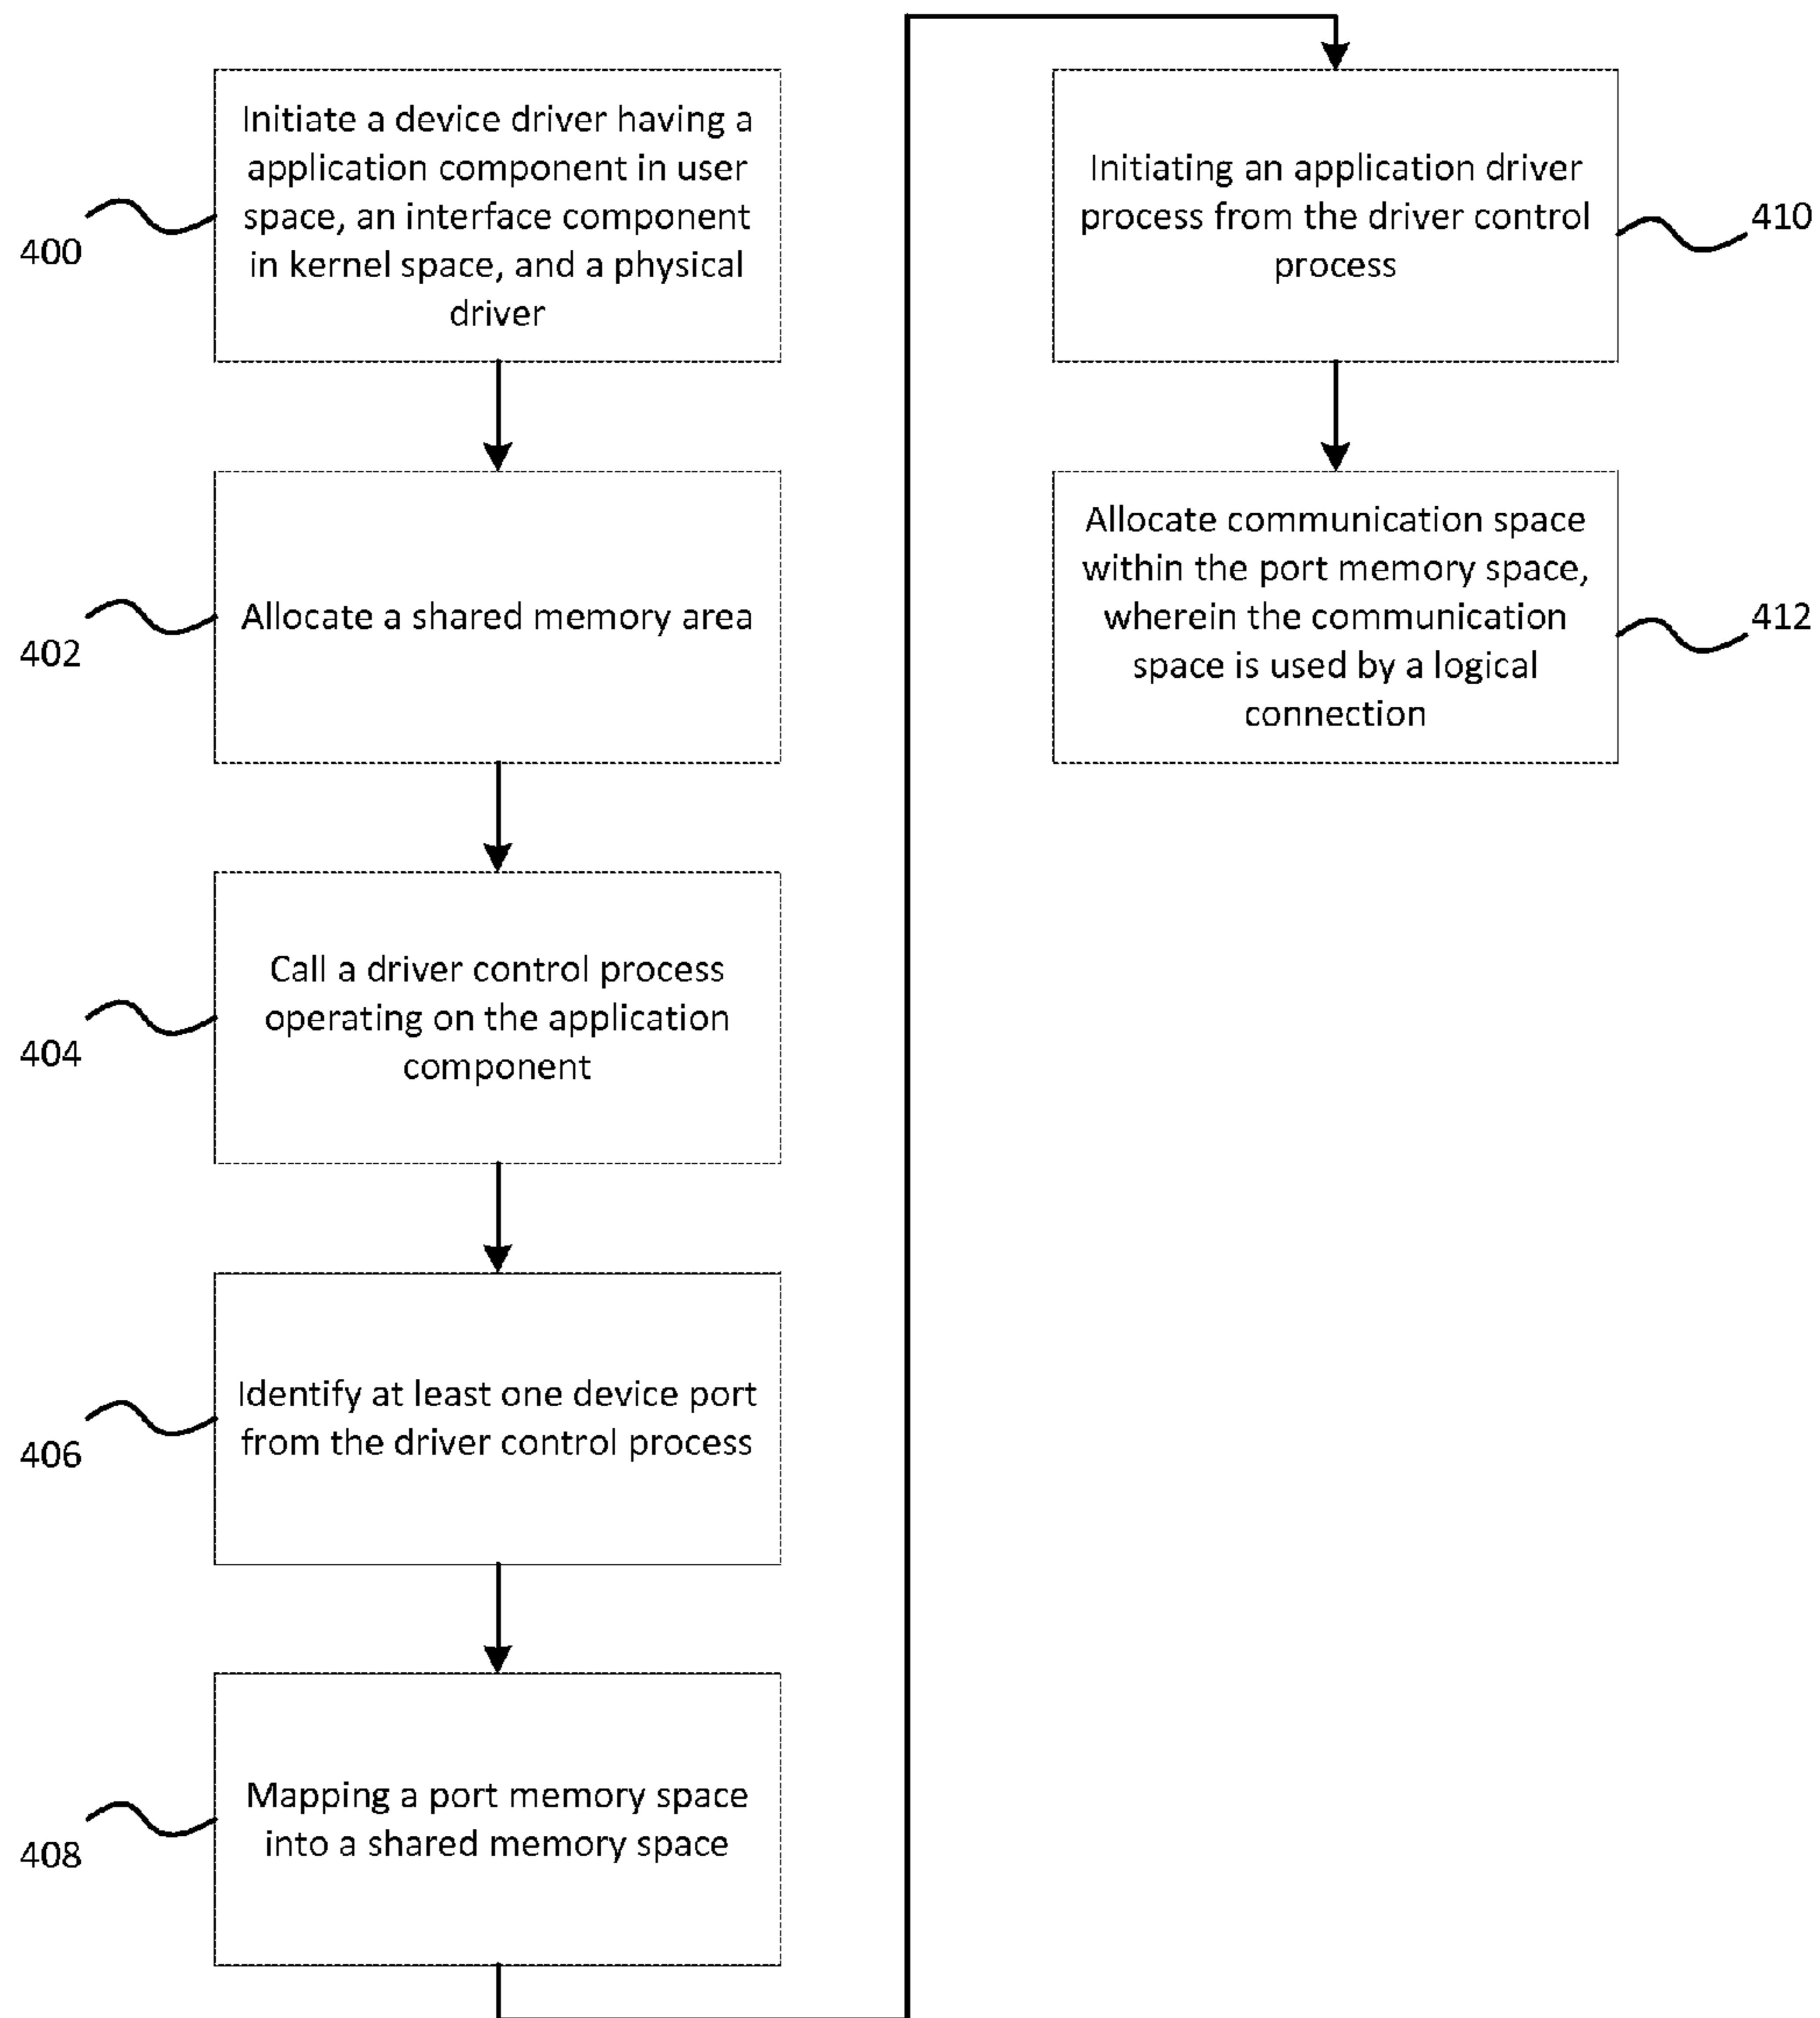 Initiate a device driver having a
application component in user
space, an interface component
in kernel space, and a physical
driver
400
Allocate a shared memory area
402
Call a driver control process
operating on the application
component
404
Identify at least one device port
from the driver control process
406
Mapping a port memory space
into a shared memory space
408
Initiating an application driver
process from the driver control
process
410
Allocate communication space
within the port memory space,
wherein the communication
space is used by a logical
connection
412